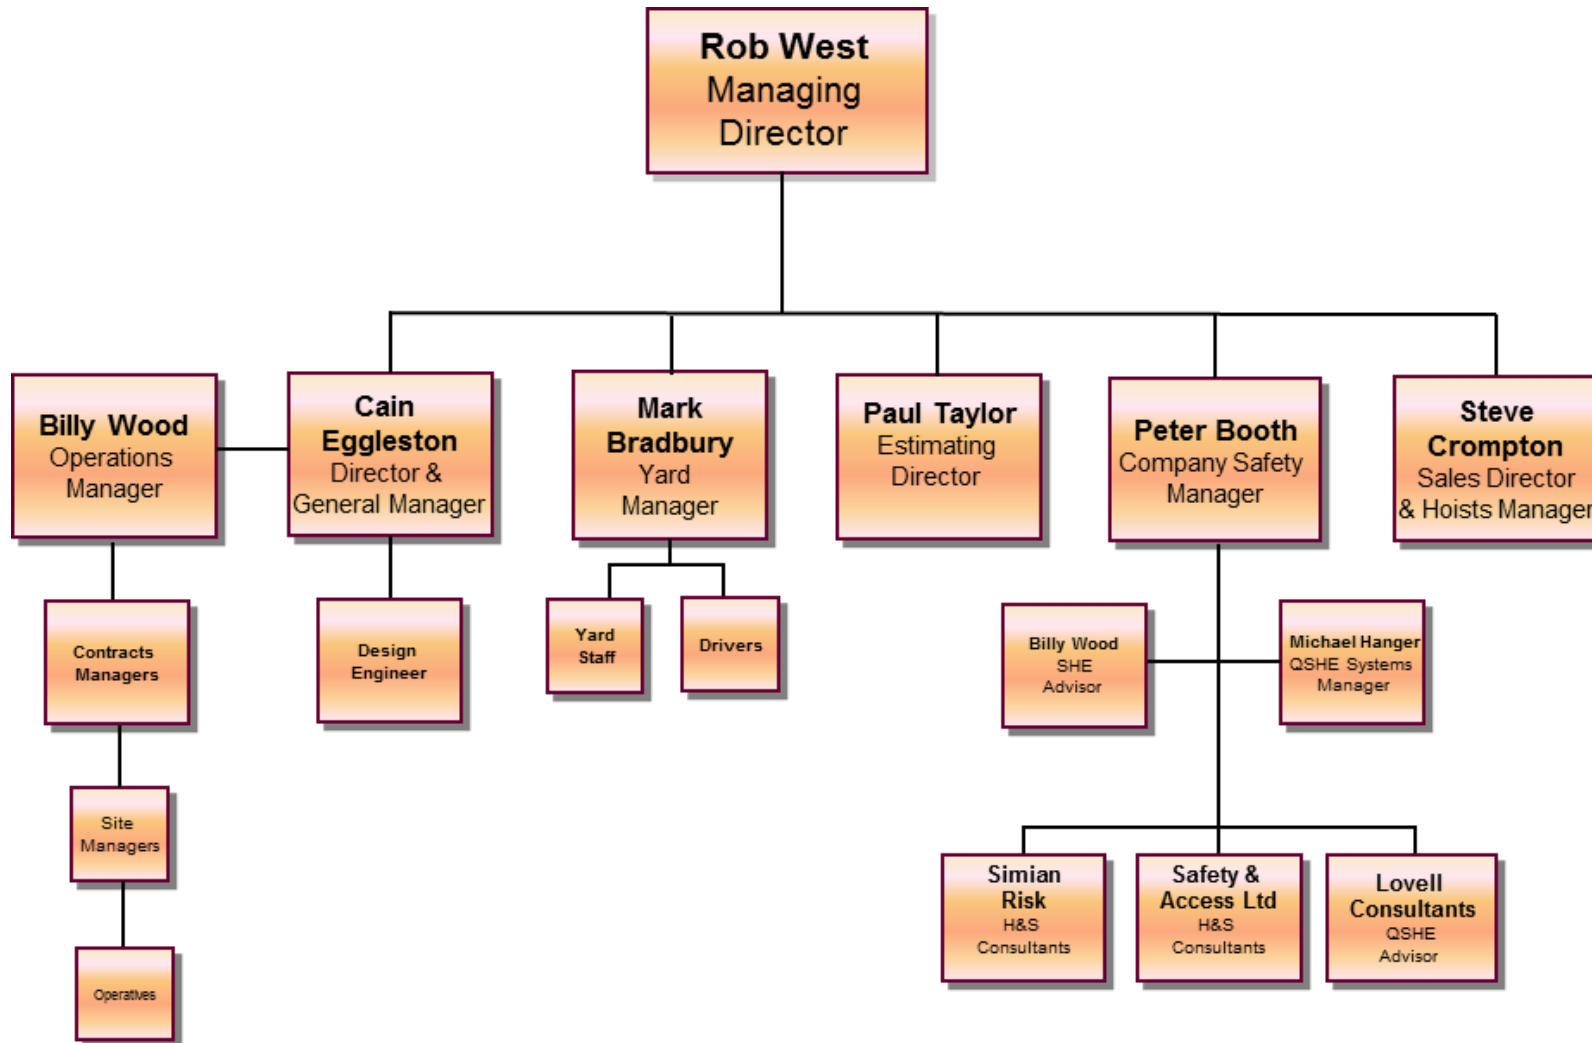 Rob West
Managing
Director
Billy Wood
Operations
Manager
Cain
Eggleston
Director &
General Manager
Mark
Bradbury
Yard
Manager
Paul Taylor
Estimating
Director
Peter Booth
Company Safety
Manager
Steve
Crompton
Sales Director
& Hoists Manager
Contracts
Managers
Design
Engineer
Yard
Staff
Drivers
Billy Wood
SHE
Advisor
Michael Hanger
QSHE Systems
Manager
Site
Managers
Simian
Risk
H&S
Consultants
Safety &
Access Ltd
H&S
Consultants
Lovell
Consultants
QSHE
Advisor
Operatives